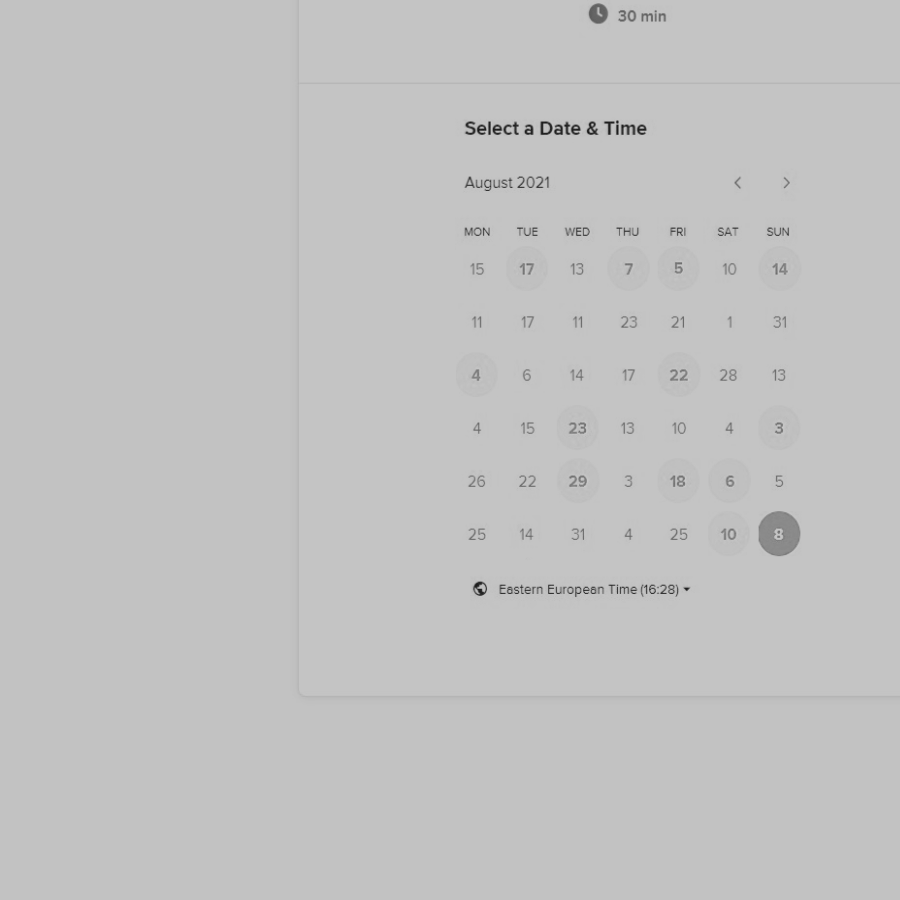 30 min
Select a Date & Time
August 2021
MON TUE WED THU FRI SAT SUN
15 17 13 7 5 10 14
11 17 11 23 21 1 31
4 6 14 17 22 28 13
4 15 23 13 10 4 3
26 22 29 3 18 6 5
25 14 31 4 25 10 8
Eastern European Time (16:28)